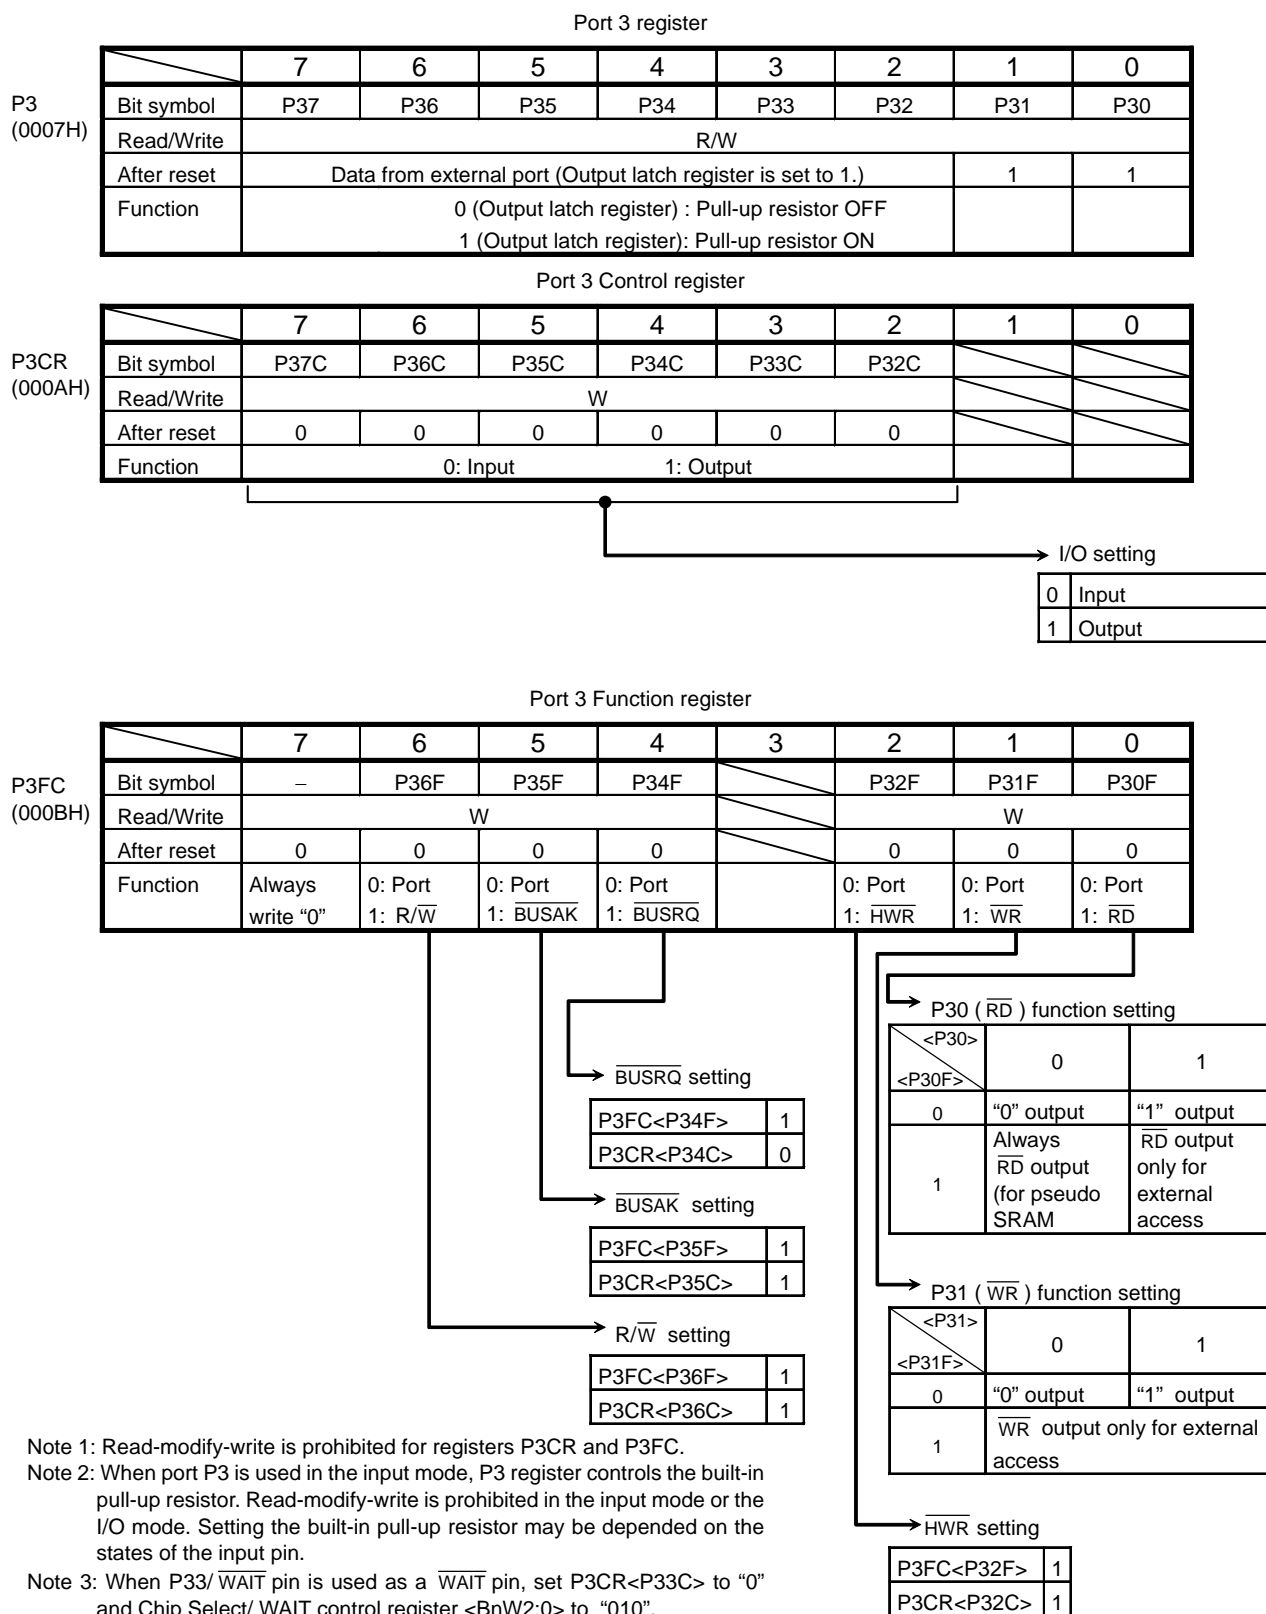 Port 3 register
7 6 5 4 3 2 1 0
P3 (0007H)
Bit symbol P37 P36 P35 P34 P33 P32 P31 P30
Read/Write R/W
After reset Data from external port (Output latch register is set to 1.) 1 1
Function 0 (Output latch register) : Pull-up resistor OFF
1 (Output latch register): Pull-up resistor ON
Port 3 Control register
7 6 5 4 3 2 1 0
P3CR (000AH)
Bit symbol P37C P36C P35C P34C P33C P32C
Read/Write W
After reset 0 0 0 0 0 0
Function 0: Input 1: Output
I/O setting
0 Input
1 Output
Port 3 Function register
7 6 5 4 3 2 1 0
P3FC (000BH)
Bit symbol – P36F P35F P34F P32F P31F P30F
Read/Write W W
After reset 0 0 0 0 0 0 0
Function Always 0: Port 0: Port 0: Port 0: Port 0: Port 0: Port
write “0” 1: R/W̅ 1: B̅U̅S̅A̅K̅ 1: B̅U̅S̅R̅Q̅ 1: H̅W̅R̅ 1: W̅R̅ 1: R̅D̅
P30 ( R̅D̅ ) function setting
<P30> 0 1
<P30F>
0 “0” output “1” output
1 Always R̅D̅ output (for pseudo SRAM R̅D̅ output only for external access
B̅U̅S̅R̅Q̅ setting
P3FC<P34F> 1
P3CR<P34C> 0
B̅U̅S̅A̅K̅ setting
P3FC<P35F> 1
P3CR<P35C> 1
P31 ( W̅R̅ ) function setting
<P31> 0 1
<P31F>
0 “0” output “1” output
1 W̅R̅ output only for external access
R/W̅ setting
P3FC<P36F> 1
P3CR<P36C> 1
H̅W̅R̅ setting
P3FC<P32F> 1
P3CR<P32C> 1
Note 1: Read-modify-write is prohibited for registers P3CR and P3FC.
Note 2: When port P3 is used in the input mode, P3 register controls the built-in
pull-up resistor. Read-modify-write is prohibited in the input mode or the
I/O mode. Setting the built-in pull-up resistor may be depended on the
states of the input pin.
Note 3: When P33/ W̅A̅I̅T̅ pin is used as a W̅A̅I̅T̅ pin, set P3CR<P33C> to “0”
and Chip Select/ WAIT control register <BnW2:0> to “010”.